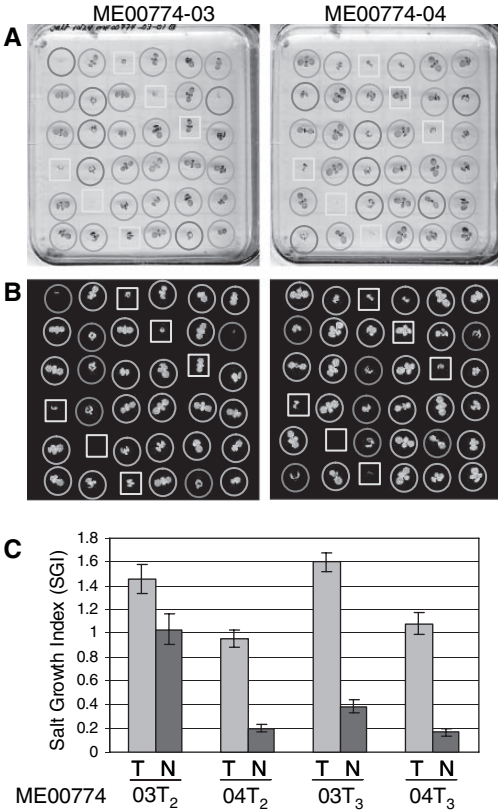 ME00774-03 ME00774-04
A
B
C
Salt Growth Index (SGI)
1.8
1.6
1.4
1.2
1
0.8
0.6
0.4
0.2
0
T N T N T N T N
ME00774 03T₂ 04T₂ 03T₃ 04T₃